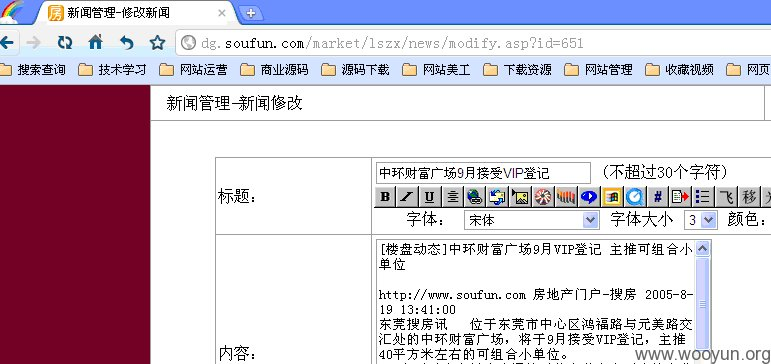 房 新闻管理-修改新闻
dg.soufun.com/market/lszx/news/modify.asp?id=651
搜索查询 技术学习 网站运营 商业源码 源码下载 网站美工 下载资源 网站管理 收藏视频 网页
新闻管理-新闻修改
标题：
中环财富广场9月接受VIP登记 (不超过30个字符)
B I U # 飞 移
字体： 宋体 字体大小 3 颜色：
内容：
[楼盘动态]中环财富广场9月VIP登记 主推可组合小
单位
http://www.soufun.com 房地产门户-搜房 2005-8-
19 13:41:00
东莞搜房讯 位于东莞市中心区鸿福路与元美路交
汇处的中环财富广场，将于9月接受VIP登记，主推
40平方米左右的可组合小单位。
www.wooyun.org